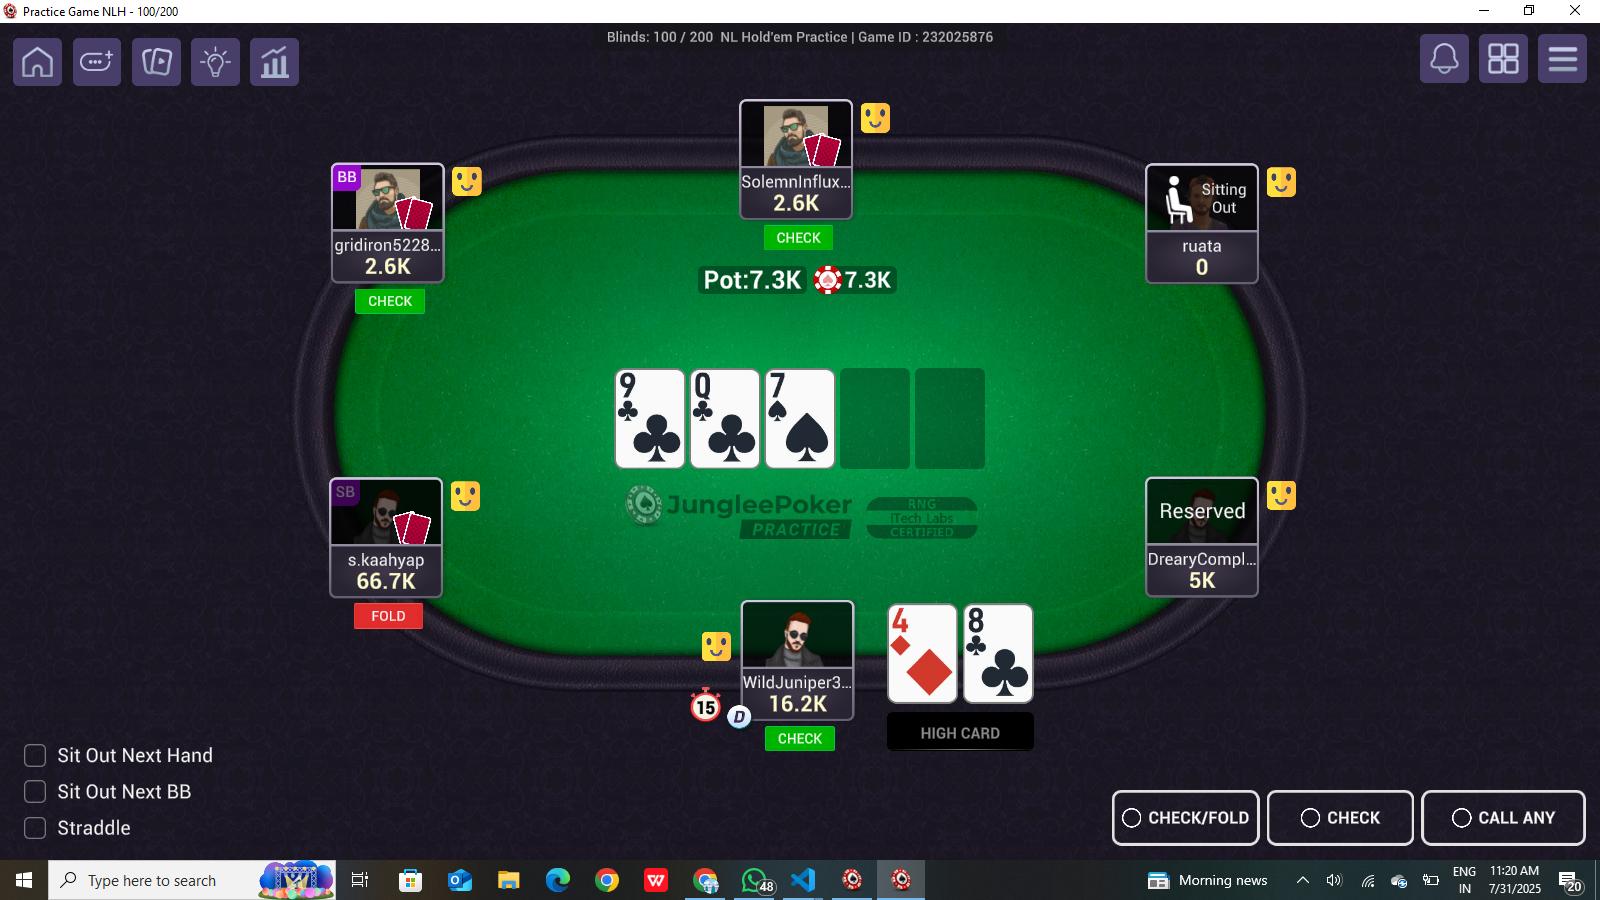 Practice Game NLH - 100/200
Blinds: 100 / 200 NL Hold'em Practice | Game ID : 232025876
SolemnInflux...
2.6K
CHECK
BB
gridiron5228...
2.6K
CHECK
Sitting
Out
ruata
0
Pot:7.3K 7.3K
9 Q 7
JungleePoker
PRACTICE
RNG
iTech Labs
CERTIFIED
SB
s.kaahyap
66.7K
FOLD
Reserved
DrearyCompl...
5K
WildJuniper3...
16.2K
15
D
CHECK
4 8
HIGH CARD
Sit Out Next Hand
Sit Out Next BB
Straddle
CHECK/FOLD CHECK CALL ANY
Type here to search
W
48
Morning news
ENG
IN
11:20 AM
7/31/2025
20